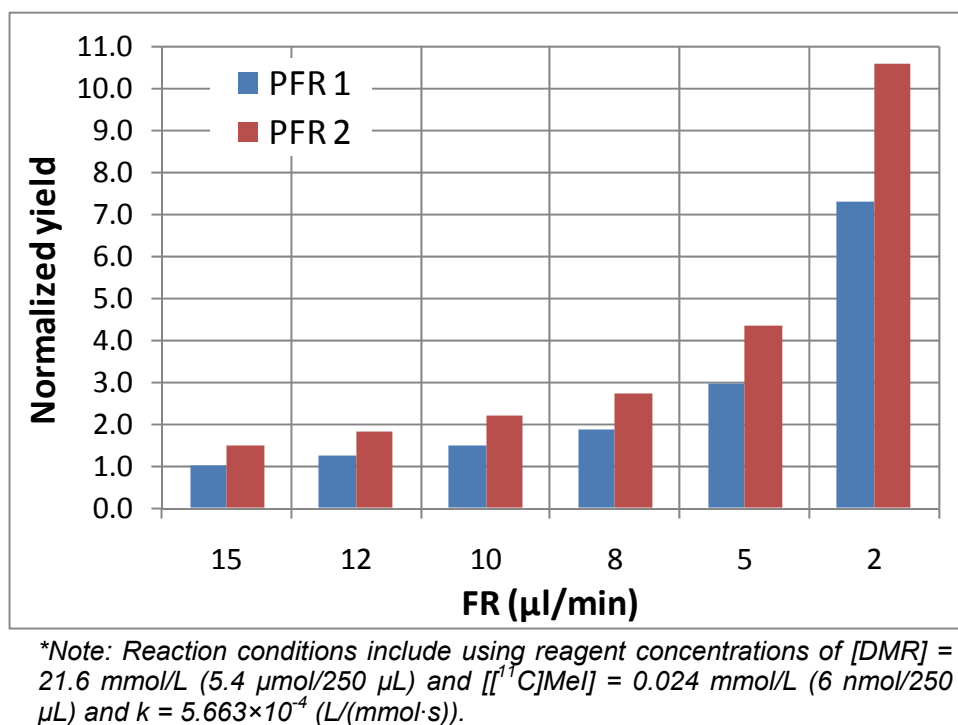 11.0
10.0
9.0
8.0
7.0
6.0
5.0
4.0
3.0
2.0
1.0
0.0
Normalized yield
PFR 1
PFR 2
15 12 10 8 5 2
FR (µl/min)
*Note: Reaction conditions include using reagent concentrations of [DMR] =
21.6 mmol/L (5.4 µmol/250 µL) and [[¹¹C]MeI] = 0.024 mmol/L (6 nmol/250
µL) and k = 5.663×10⁻⁴ (L/(mmol·s)).